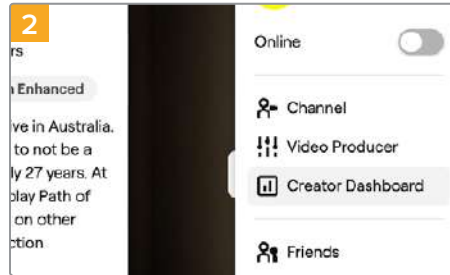 2
rs
n Enhanced
ve in Australia.
to not be a
ly 27 years. At
play Path of
on other
ction
Online
Channel
Video Producer
Creator Dashboard
Friends